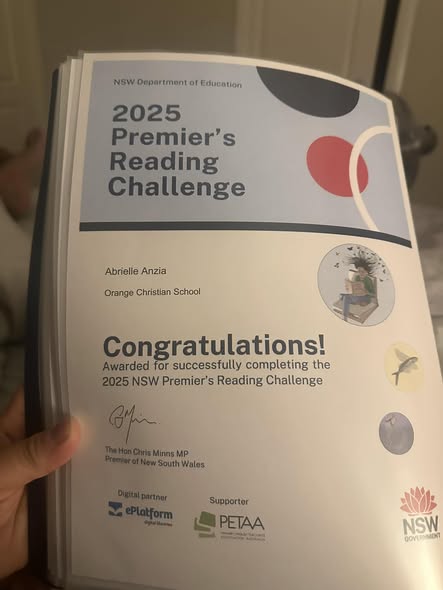 NSW Department of Education
2025
Premier's
Reading
Challenge
Abrielle Anzia
Orange Christian School
Congratulations!
Awarded for successfully completing the
2025 NSW Premier's Reading Challenge
The Hon Chris Minns MP
Premier of New South Wales
Digital partner
ePlatform
digital libraries
Supporter
PETAA
NSW
GOVERNMENT